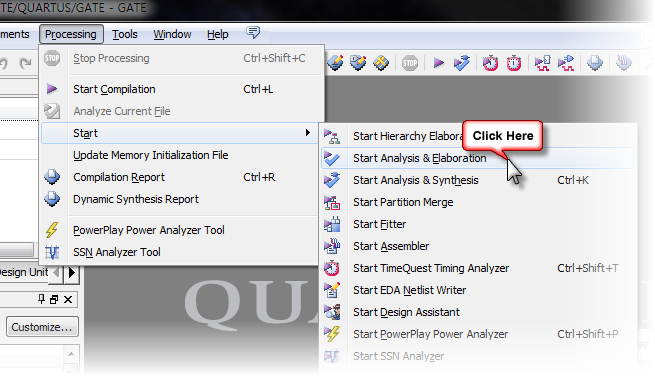 TE/QUARTUS/GATE - GATE
ments Processing Tools Window Help
Stop Processing Ctrl+Shift+C
Start Compilation Ctrl+L
Analyze Current File
Start
Update Memory Initialization File
Compilation Report Ctrl+R
Dynamic Synthesis Report
PowerPlay Power Analyzer Tool
SSN Analyzer Tool
Start Hierarchy Elabora
Click Here
Start Analysis & Elaboration
Start Analysis & Synthesis Ctrl+K
Start Partition Merge
Start Fitter
Start Assembler
Start TimeQuest Timing Analyzer Ctrl+Shift+T
Start EDA Netlist Writer
Start Design Assistant
Start PowerPlay Power Analyzer Ctrl+Shift+P
Start SSN Analyzer
Design Unit
Customize...
QUA
STOP
STOP